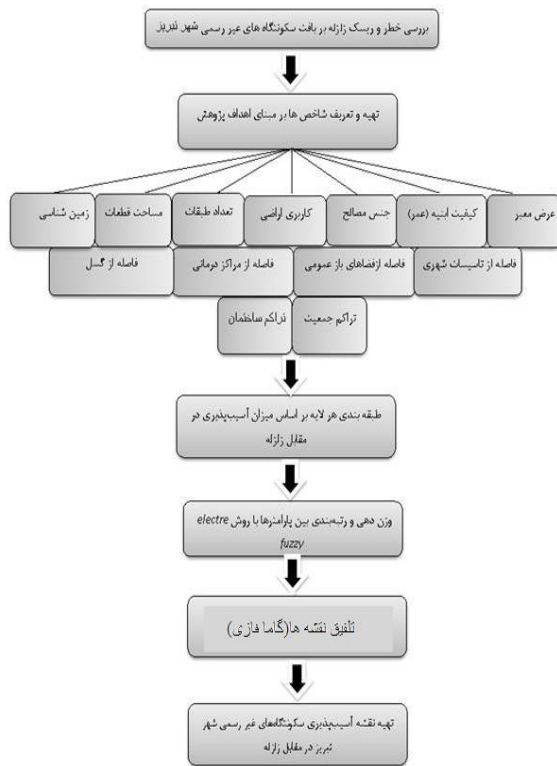 بررسی خطر و ریسک زلزله بر بافت سکونتگاه های غیر رسمی شهر تبریز
تهیه و تعریف شاخص ها بر مبنای اهداف پژوهش
عرض معبر
کیفیت ابنیه (عمر)
جنس مصالح
کاربری اراضی
تعداد طبقات
مساحت قطعات
زمین شناسی
فاصله از تاسیسات شهری
فاصله ازفضاهای باز عمومی
فاصله از مراکز درمانی
فاصله از گسل
تراکم جمعیت
تراکم ساختمان
طبقه بندی هر لایه بر اساس میزان آسیب‌پذیری در
مقابل زلزله
وزن دهی و رتبه‌بندی بین پارامترها با روش electre
fuzzy
تلفیق نقشه ها(گاما فازی)
تهیه نقشه آسیب‌پذیری سکونتگاه‌های غیر رسمی شهر
تبریز در مقابل زلزله